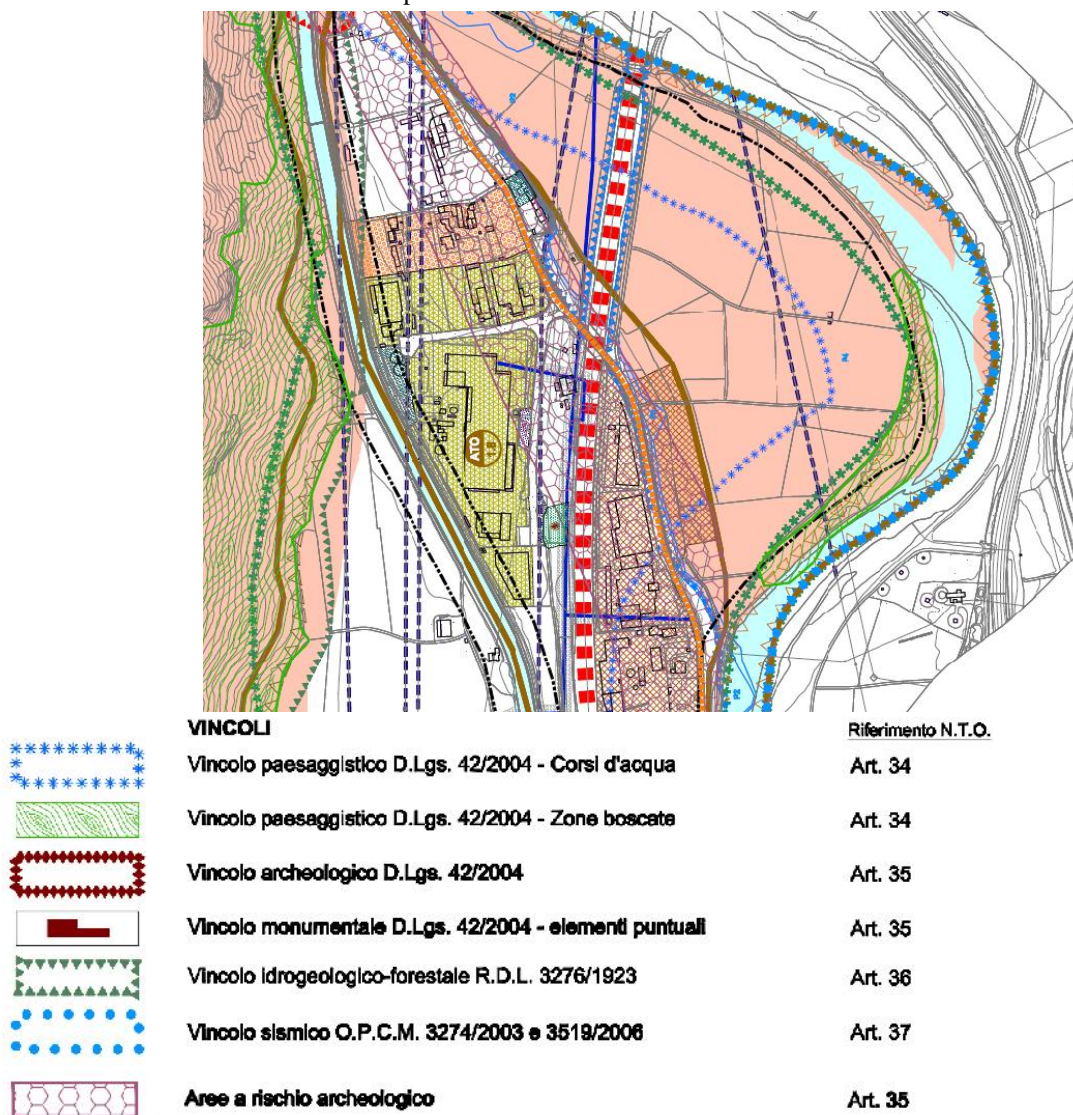 ATO
VINCOLI
Riferimento N.T.O.
Vincolo paesaggistico D.Lgs. 42/2004 - Corsi d'acqua
Art. 34
Vincolo paesaggistico D.Lgs. 42/2004 - Zone boscate
Art. 34
Vincolo archeologico D.Lgs. 42/2004
Art. 35
Vincolo monumentale D.Lgs. 42/2004 - elementi puntuali
Art. 35
Vincolo idrogeologico-forestale R.D.L. 3276/1923
Art. 36
Vincolo sismico O.P.C.M. 3274/2003 e 3519/2006
Art. 37
Aree a rischio archeologico
Art. 35